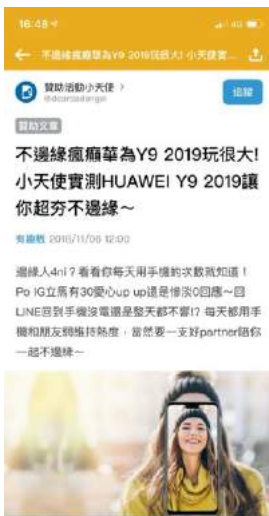 16:48
4G
不邊緣瘋癲華為Y9 2019玩很大! 小天使實...
贊助活動小天使 >
追蹤
贊助文章
不邊緣瘋癲華為Y9 2019玩很大!
小天使實測HUAWEI Y9 2019讓
你超夯不邊緣～
有趣戳 2018/11/06 12:00
邊緣人4ni？看看你每天用手機的次數就知道！
Po IG立馬有30愛心up up還是慘淡0回應～回
LINE回到手機沒電還是整天都不響!? 每天都用手
機和朋友圈維持熱度，當然要一支好partner陪你
一起不邊緣～